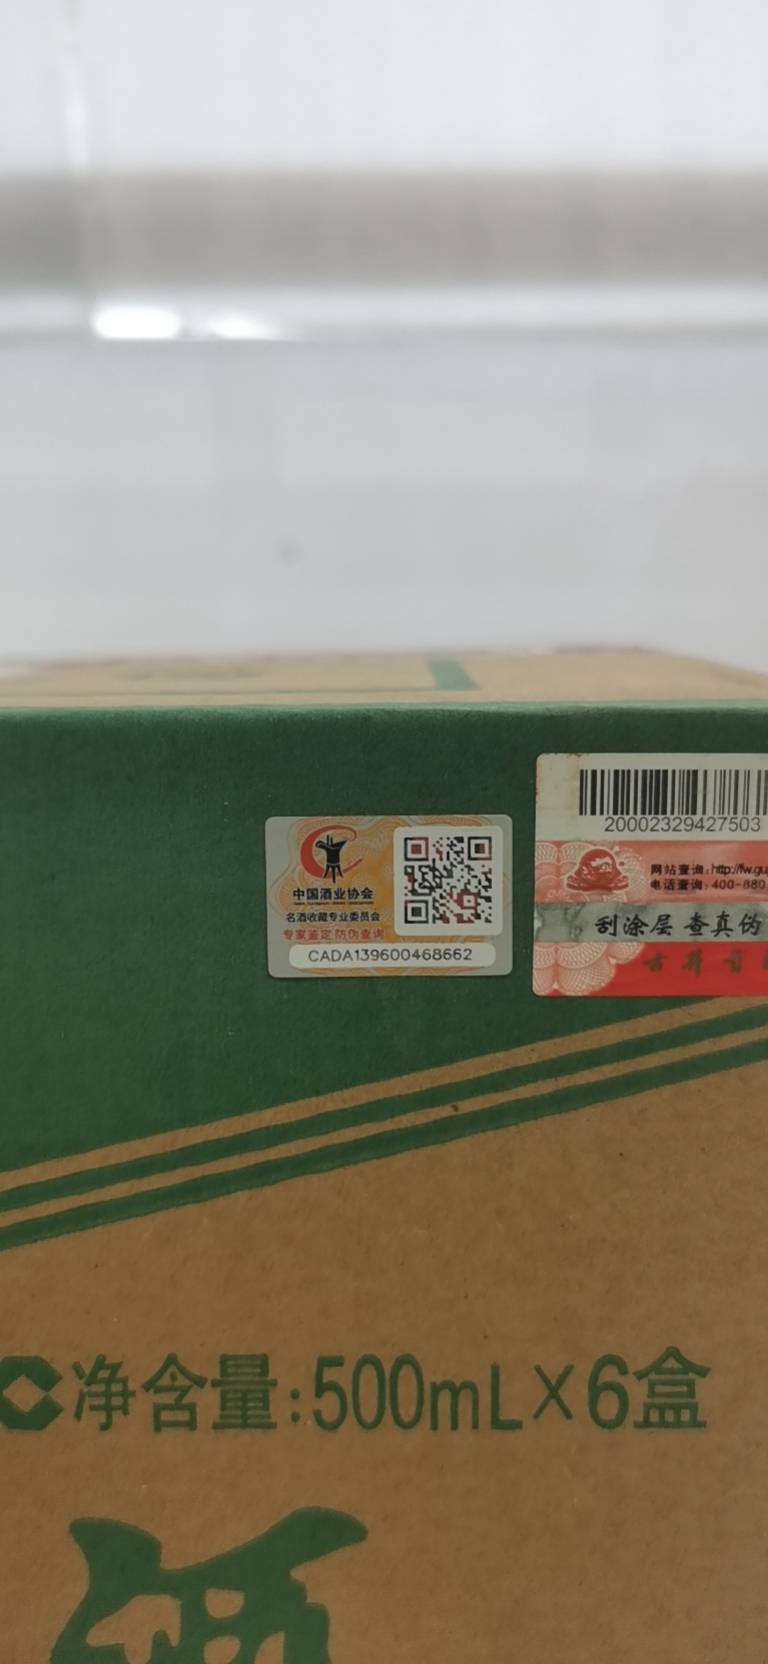 20002329427503
网站查询:http://fw.gu
电话查询:400-880
刮涂层 查真伪
中国酒业协会
名酒收藏专业委员会
专家鉴定 防伪查询
CADA139600468662
净含量:500mL×6盒
酒